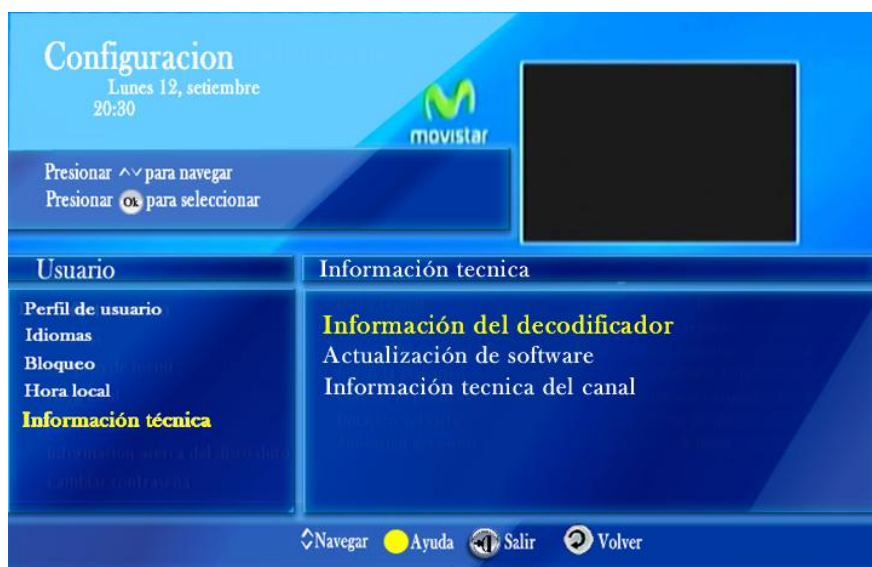 Configuracion
Lunes 12, setiembre
20:30
movistar
Presionar ^v para navegar
Presionar Ok para seleccionar
Usuario
Información tecnica
Perfil de usuario
Idiomas
Bloqueo
Hora local
Información técnica
Información del decodificador
Actualización de software
Información tecnica del canal
Navegar Ayuda Salir Volver